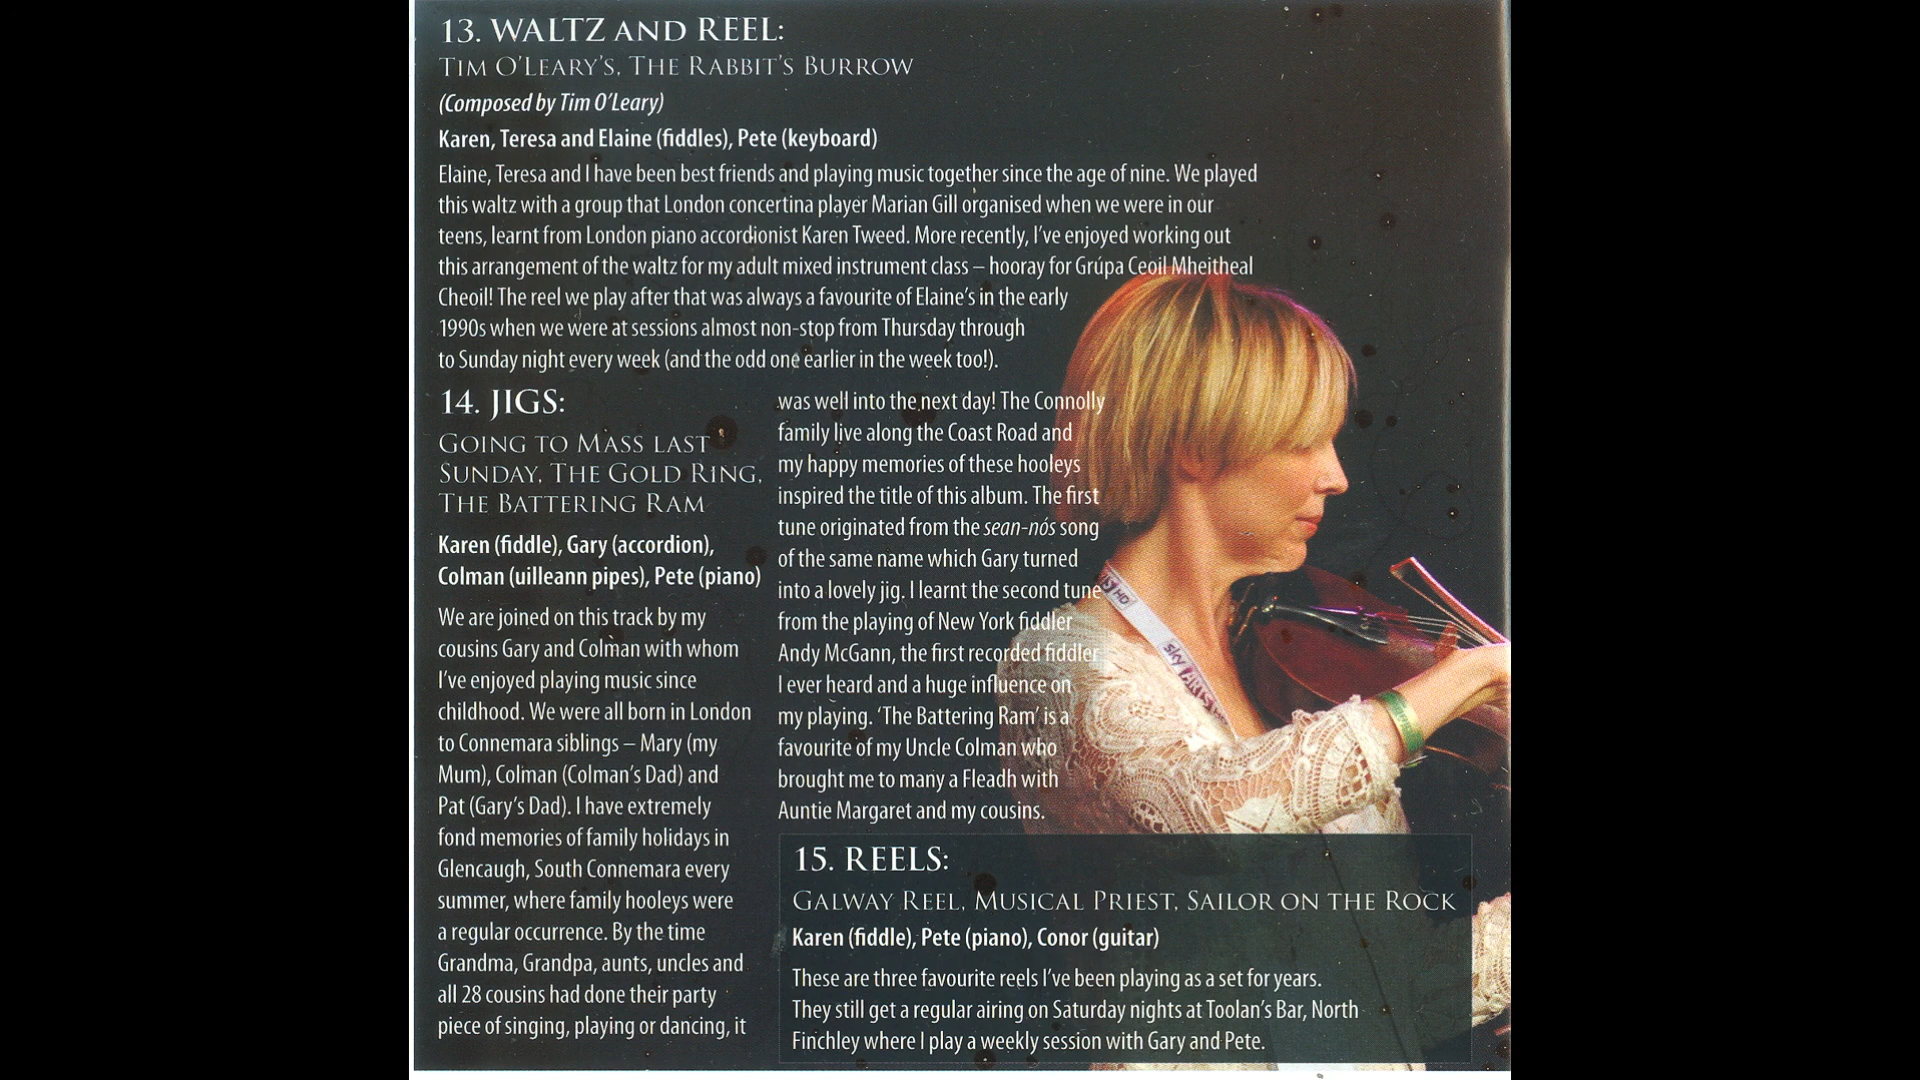 13. WALTZ AND REEL:
TIM O'LEARY'S, THE RABBIT'S BURROW
(Composed by Tim O'Leary)
Karen, Teresa and Elaine (fiddles), Pete (keyboard)
Elaine, Teresa and I have been best friends and playing music together since the age of nine. We played
this waltz with a group that London concertina player Marian Gill organised when we were in our
teens, learnt from London piano accordionist Karen Tweed. More recently, I've enjoyed working out
this arrangement of the waltz for my adult mixed instrument class – hooray for Grúpa Ceoil Mheitheal
Cheoil! The reel we play after that was always a favourite of Elaine's in the early
1990s when we were at sessions almost non-stop from Thursday through
to Sunday night every week (and the odd one earlier in the week too!).
14. JIGS:
GOING TO MASS LAST
SUNDAY, THE GOLD RING,
THE BATTERING RAM
Karen (fiddle), Gary (accordion),
Colman (uilleann pipes), Pete (piano)
We are joined on this track by my
cousins Gary and Colman with whom
I've enjoyed playing music since
childhood. We were all born in London
to Connemara siblings – Mary (my
Mum), Colman (Colman's Dad) and
Pat (Gary's Dad). I have extremely
fond memories of family holidays in
Glencaugh, South Connemara every
summer, where family hooleys were
a regular occurrence. By the time
Grandma, Grandpa, aunts, uncles and
all 28 cousins had done their party
piece of singing, playing or dancing, it
was well into the next day! The Connolly
family live along the Coast Road and
my happy memories of these hooleys
inspired the title of this album. The first
tune originated from the sean-nós song
of the same name which Gary turned
into a lovely jig. I learnt the second tune
from the playing of New York fiddler
Andy McGann, the first recorded fiddler
I ever heard and a huge influence on
my playing. 'The Battering Ram' is a
favourite of my Uncle Colman who
brought me to many a Fleadh with
Auntie Margaret and my cousins.
HD
sky ARTS
15. REELS:
GALWAY REEL, MUSICAL PRIEST, SAILOR ON THE ROCK
Karen (fiddle), Pete (piano), Conor (guitar)
These are three favourite reels I've been playing as a set for years.
They still get a regular airing on Saturday nights at Toolan's Bar, North
Finchley where I play a weekly session with Gary and Pete.